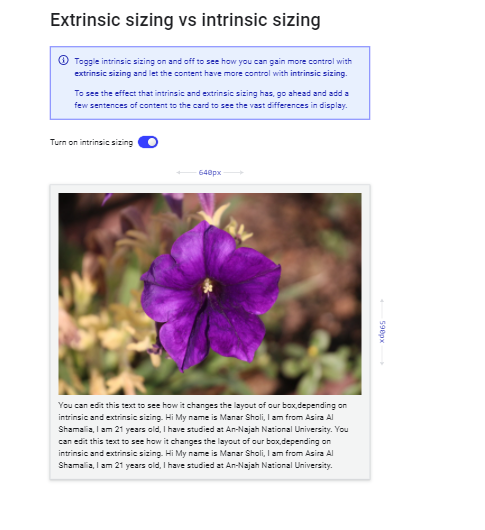 Extrinsic sizing vs intrinsic sizing
Toggle intrinsic sizing on and off to see how you can gain more control with
extrinsic sizing and let the content have more control with intrinsic sizing.
To see the effect that intrinsic and extrinsic sizing has, go ahead and add a
few sentences of content to the card to see the vast differences in display.
Turn on intrinsic sizing
640px
590px
You can edit this text to see how it changes the layout of our box,depending on
intrinsic and extrinsic sizing. Hi My name is Manar Sholi, I am from Asira Al
Shamalia, I am 21 years old, I have studied at An-Najah National University. You
can edit this text to see how it changes the layout of our box,depending on
intrinsic and extrinsic sizing. Hi My name is Manar Sholi, I am from Asira Al
Shamalia, I am 21 years old, I have studied at An-Najah National University.